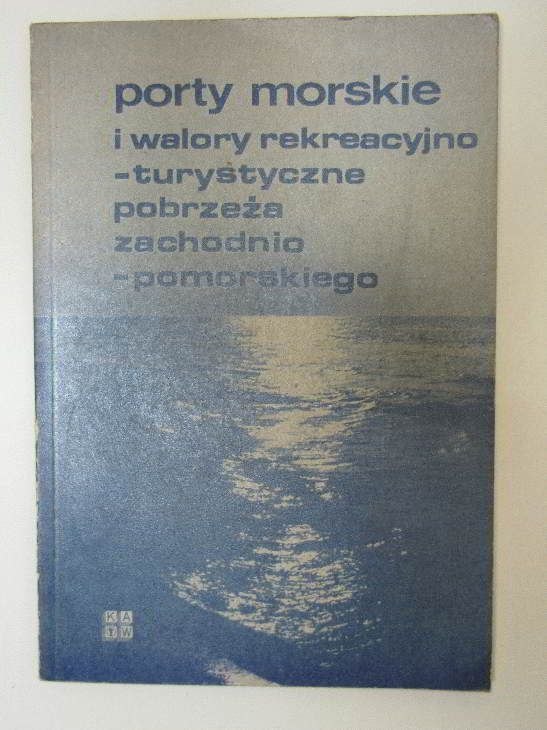 porty morskie
i walory rekreacyjno
-turystyczne
pobrzeża
zachodnio
-pomorskiego
K A
T W